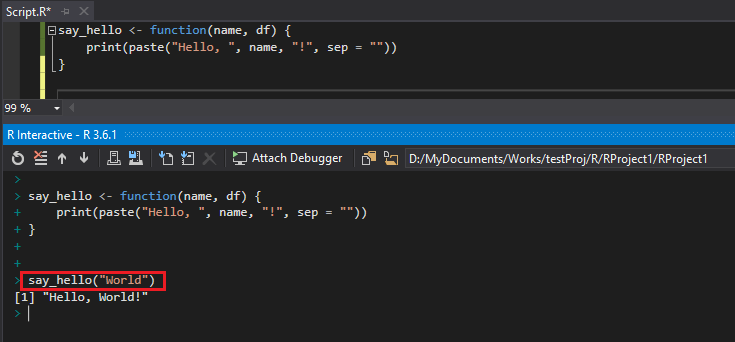 Script.R*
say_hello <- function(name, df) {
    print(paste("Hello, ", name, "!", sep = ""))
}
99 %
R Interactive - R 3.6.1
Attach Debugger D:/MyDocuments/Works/testProj/R/RProject1/RProject1
>
> say_hello <- function(name, df) {
+     print(paste("Hello, ", name, "!", sep = ""))
+ }
+
+
> say_hello("World")
[1] "Hello, World!"
>